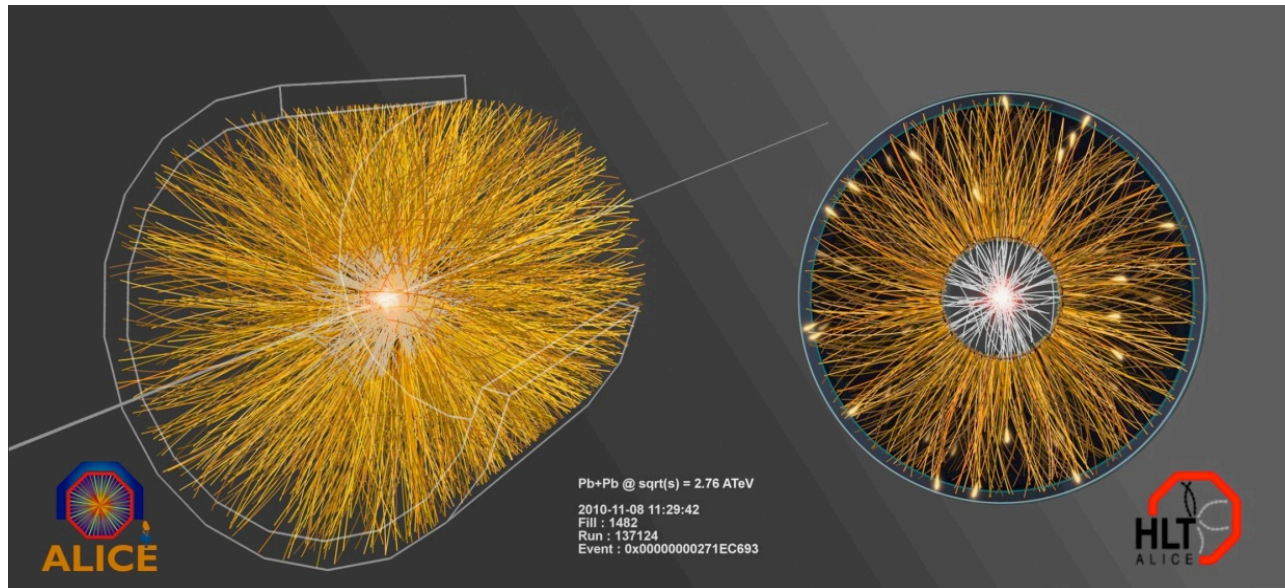 Pb+Pb @ sqrt(s) = 2.76 ATeV
2010-11-08 11:29:42
Fill : 1482
Run : 137124
Event : 0x00000000271EC693
ALICE
HLT
ALICE